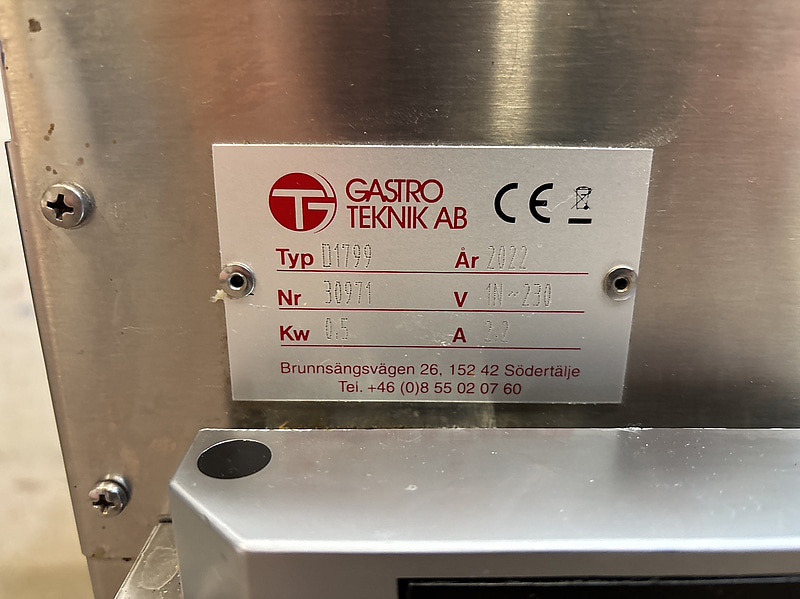 GASTRO
TEKNIK AB
CE
Typ D1799 År 2022
Nr 30971 V 1N~230
Kw 0.5 A 2.2
Brunnsängsvägen 26, 152 42 Södertälje
Tel. +46 (0)8 55 02 07 60